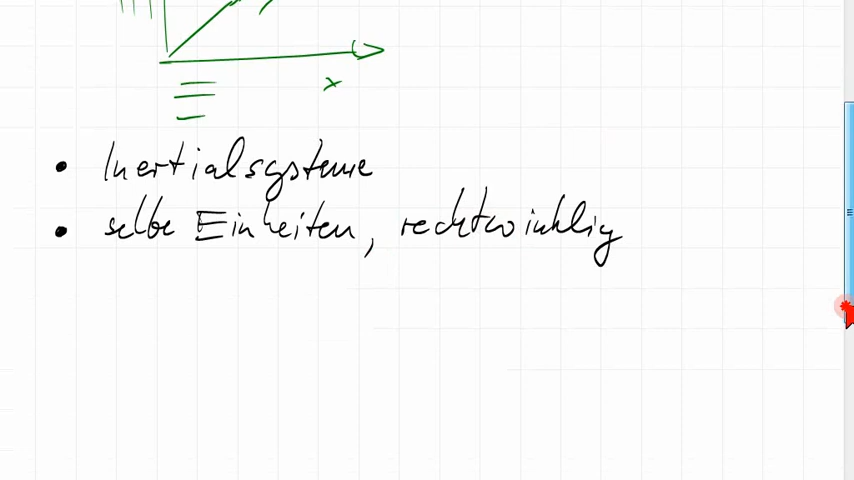 x
• Inertialsysteme
• selbe Einheiten, rechtwinklig